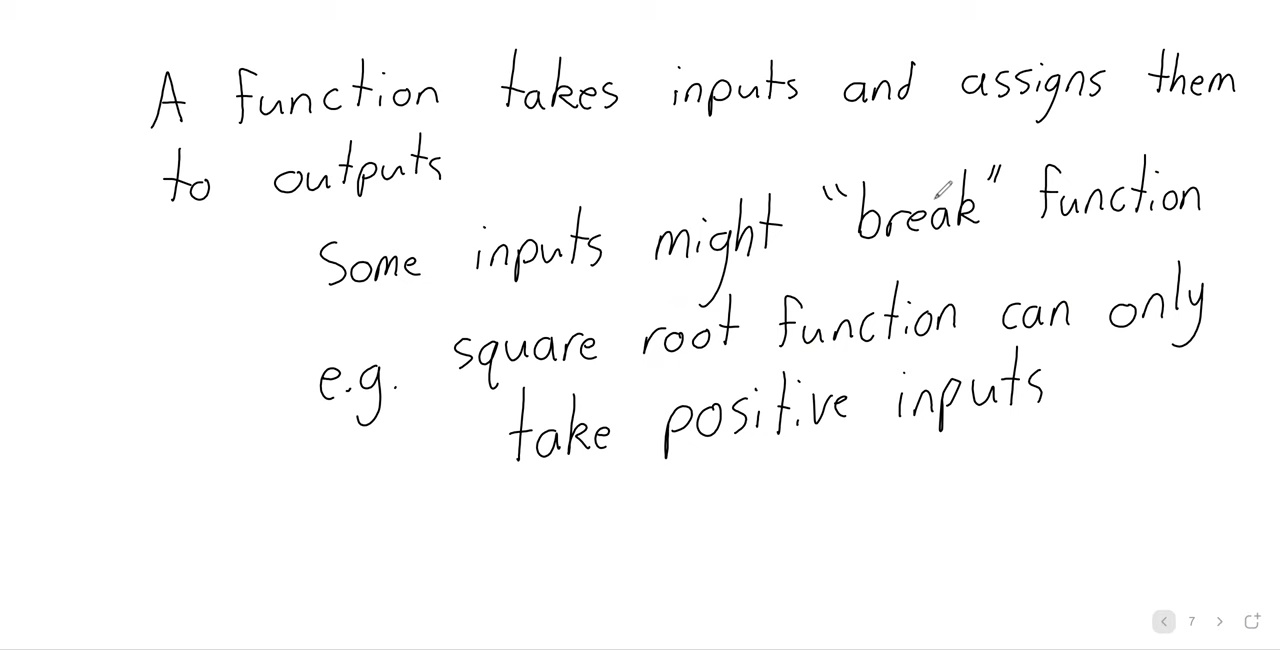 A function takes inputs and assigns them
to outputs
Some inputs might "break" function
e.g. square root function can only
take positive inputs
7